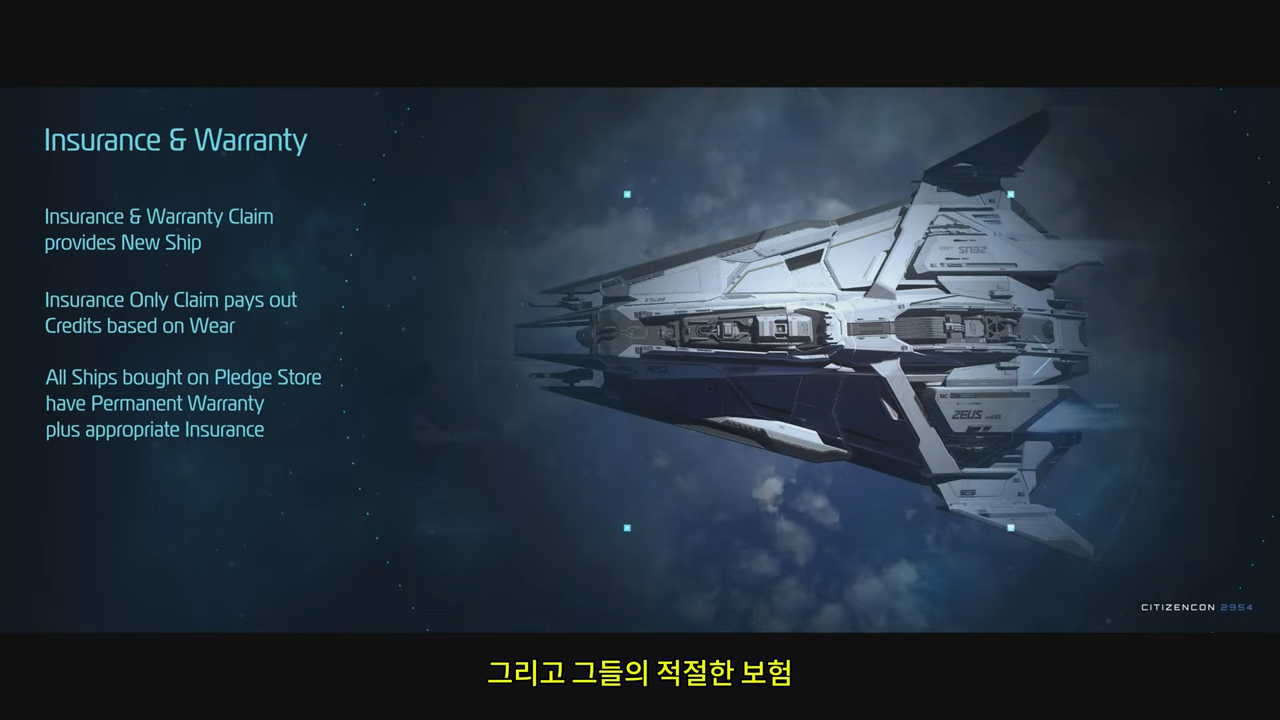 Insurance & Warranty
Insurance & Warranty Claim
provides New Ship
Insurance Only Claim pays out
Credits based on Wear
All Ships bought on Pledge Store
have Permanent Warranty
plus appropriate Insurance
ZEUS
ZEUS
CITIZENCON 2954
그리고 그들의 적절한 보험